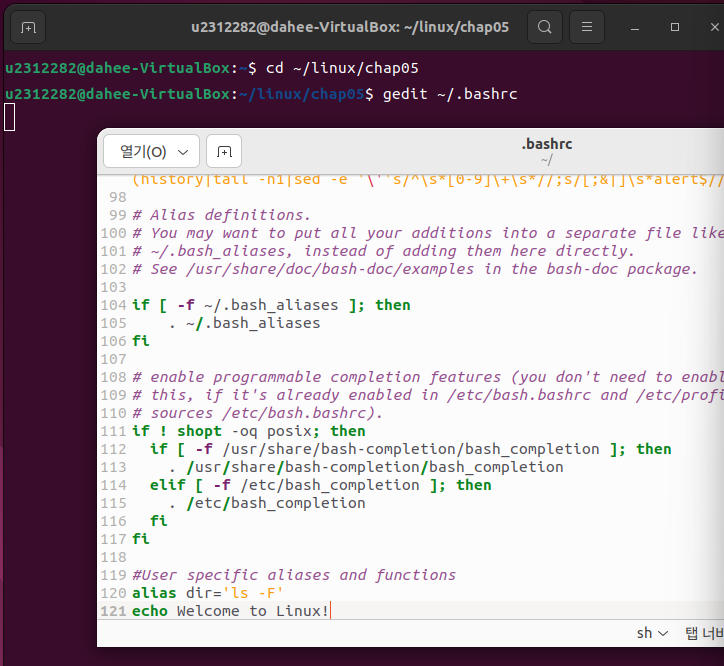 u2312282@dahee-VirtualBox: ~/linux/chap05
u2312282@dahee-VirtualBox:~$ cd ~/linux/chap05
u2312282@dahee-VirtualBox:~/linux/chap05$ gedit ~/.bashrc
열기(O)
.bashrc
~/
(history|tail -n1|sed -e '\''s/^\s*[0-9]\+\s*//;s/[;&|]\s*alert$//
98
99 # Alias definitions.
100 # You may want to put all your additions into a separate file like
101 # ~/.bash_aliases, instead of adding them here directly.
102 # See /usr/share/doc/bash-doc/examples in the bash-doc package.
103
104 if [ -f ~/.bash_aliases ]; then
105     . ~/.bash_aliases
106 fi
107
108 # enable programmable completion features (you don't need to enabl
109 # this, if it's already enabled in /etc/bash.bashrc and /etc/profi
110 # sources /etc/bash.bashrc).
111 if ! shopt -oq posix; then
112   if [ -f /usr/share/bash-completion/bash_completion ]; then
113     . /usr/share/bash-completion/bash_completion
114   elif [ -f /etc/bash_completion ]; then
115     . /etc/bash_completion
116   fi
117 fi
118
119 #User specific aliases and functions
120 alias dir='ls -F'
121 echo Welcome to Linux!
sh
탭